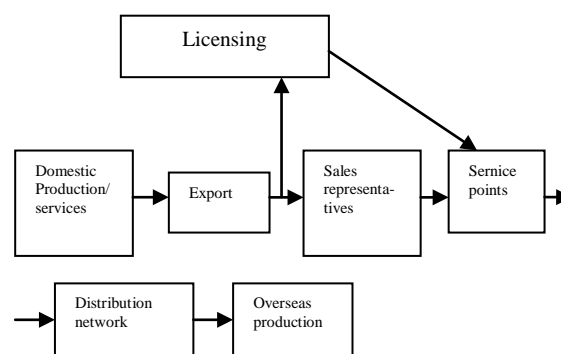 Licensing
Domestic
Production/
services
Export
Sales
representa-
tives
Sernice
points
Distribution
network
Overseas
production